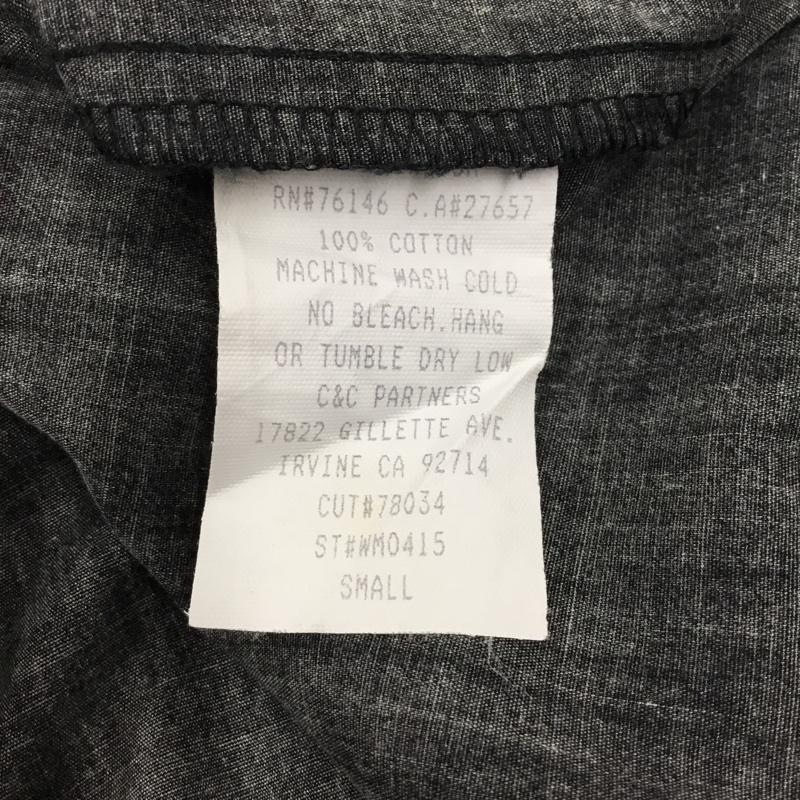 RN#76146 C.A#27657
100% COTTON
MACHINE WASH COLD
NO BLEACH.HANG
OR TUMBLE DRY LOW
C&C PARTNERS
17822 GILLETTE AVE.
IRVINE CA 92714
CUT#78034
ST#WM0415
SMALL